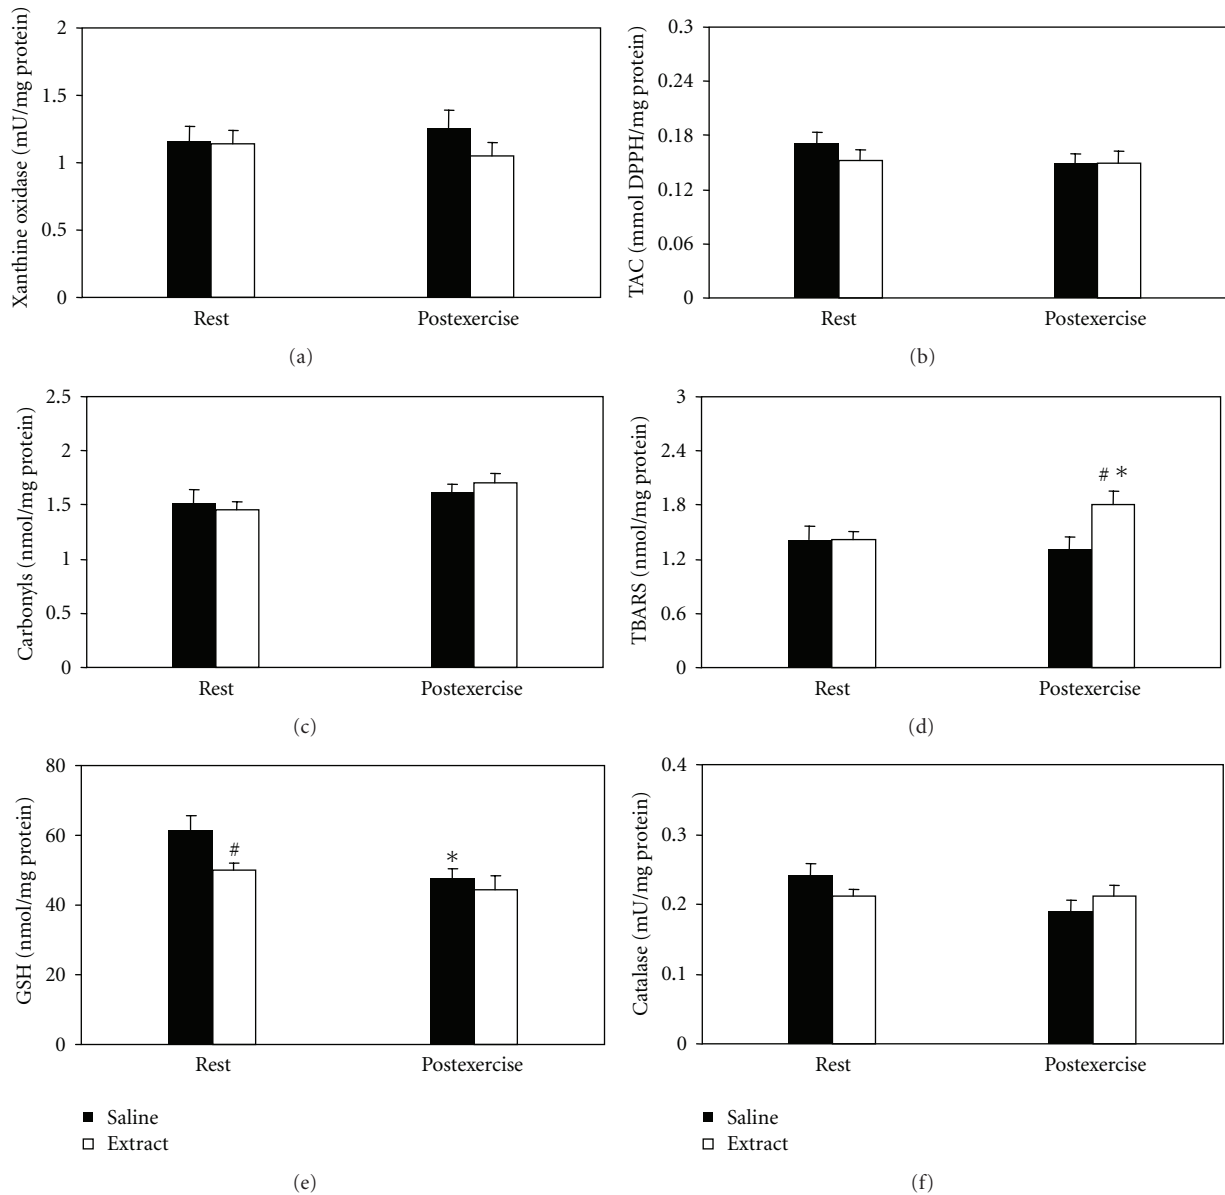 Xanthine oxidase (mU/mg protein)
2
1.5
1
0.5
0
Rest
Postexercise
(a)
TAC (mmol DPPH/mg protein)
0.3
0.24
0.18
0.12
0.06
0
Rest
Postexercise
(b)
Carbonyls (nmol/mg protein)
2.5
2
1.5
1
0.5
0
Rest
Postexercise
(c)
TBARS (nmol/mg protein)
3
2.4
1.8
1.2
0.6
0
# *
Rest
Postexercise
(d)
GSH (nmol/mg protein)
80
60
40
20
0
#
*
Rest
Postexercise
Saline
Extract
(e)
Catalase (mU/mg protein)
0.4
0.3
0.2
0.1
0
Rest
Postexercise
Saline
Extract
(f)